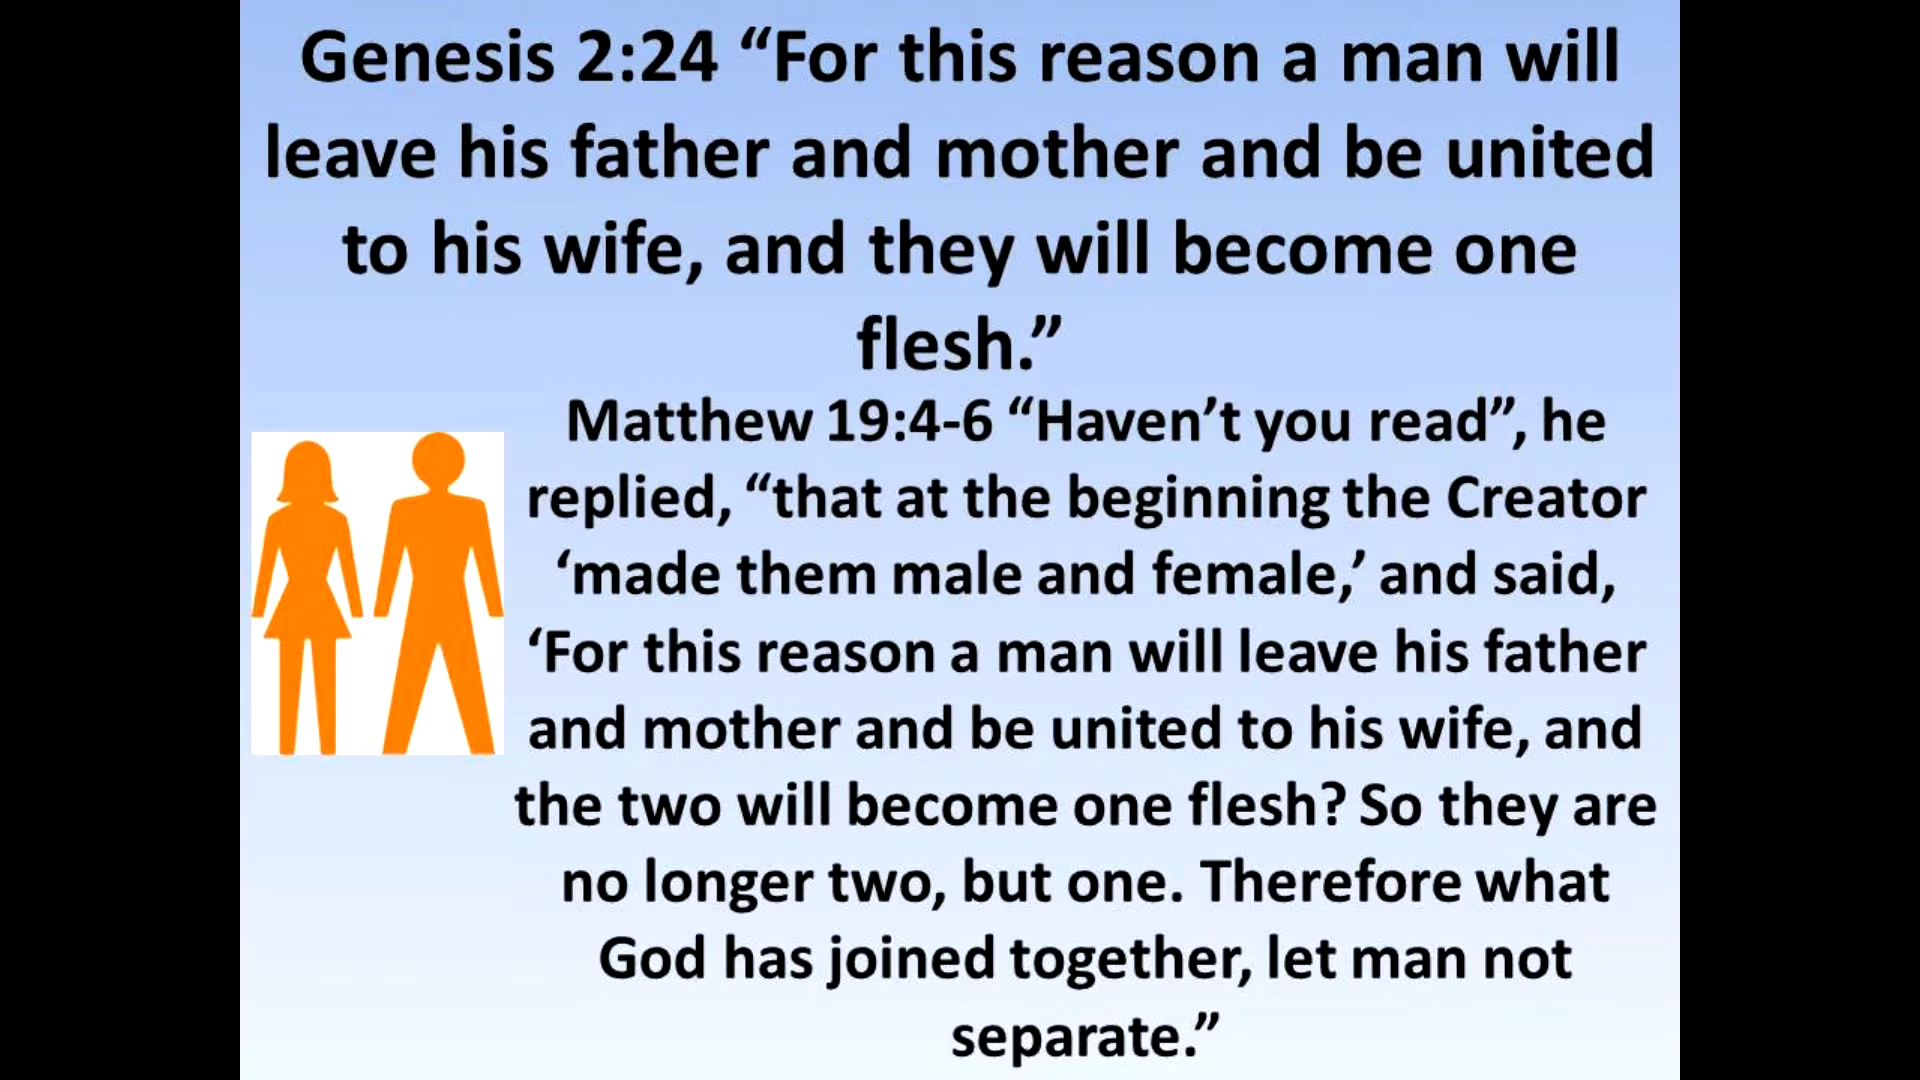 Genesis 2:24 “For this reason a man will
leave his father and mother and be united
to his wife, and they will become one
flesh.”
Matthew 19:4-6 “Haven’t you read”, he
replied, “that at the beginning the Creator
‘made them male and female,’ and said,
‘For this reason a man will leave his father
and mother and be united to his wife, and
the two will become one flesh? So they are
no longer two, but one. Therefore what
God has joined together, let man not
separate.”